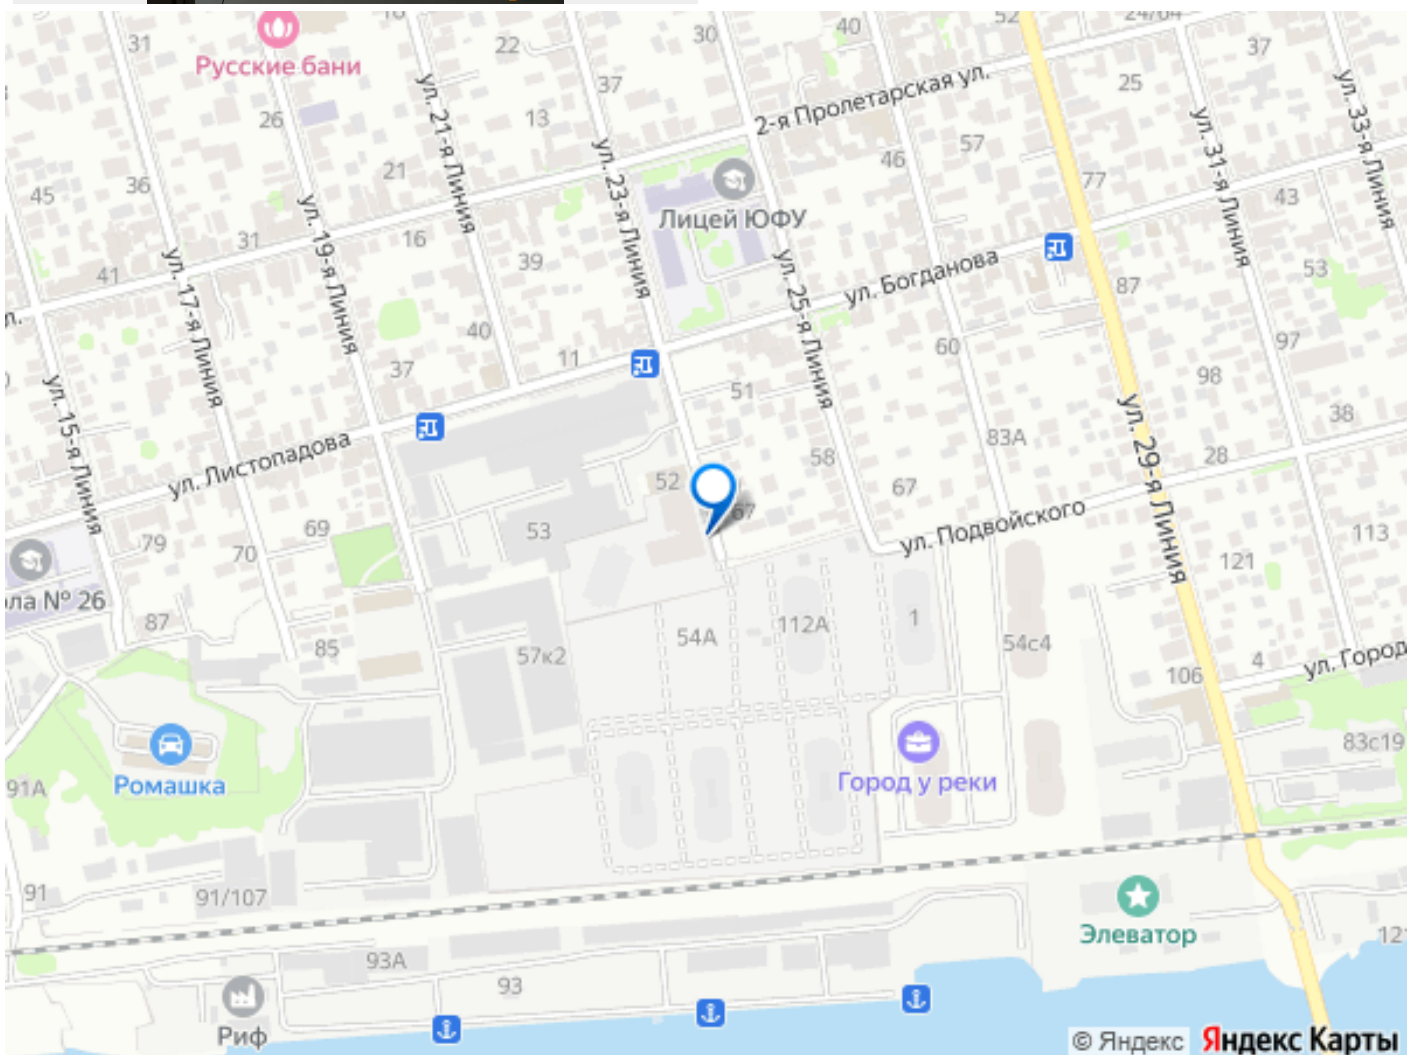 31
Русские бани
18
22
30
40
52
24/64
37
ул. 33-я Линия
26
ул. 21-я Линия
13
37
2-я Пролетарская ул.
25
ул. 31-я Линия
45
36
21
ул. 23-я Линия
46
57
77
43
ул. 19-я Линия
Лицей ЮФУ
31
16
39
ул. 25-я Линия
ул. Богданова
53
41
ул. 17-я Линия
87
40
11
60
97
37
98
ул. 15-я Линия
51
38
ул. Листопадова
83А
ул. 29-я Линия
58
28
52
67
67
79
69
53
ул. Подвойского
113
70
121
ла № 26
87
85
57к2
54А
112А
1
54с4
4
ул. Город
106
91А
Ромашка
Город у реки
83с19
91
91/107
Элеватор
93А
93
Риф
© Яндекс
Яндекс Карты